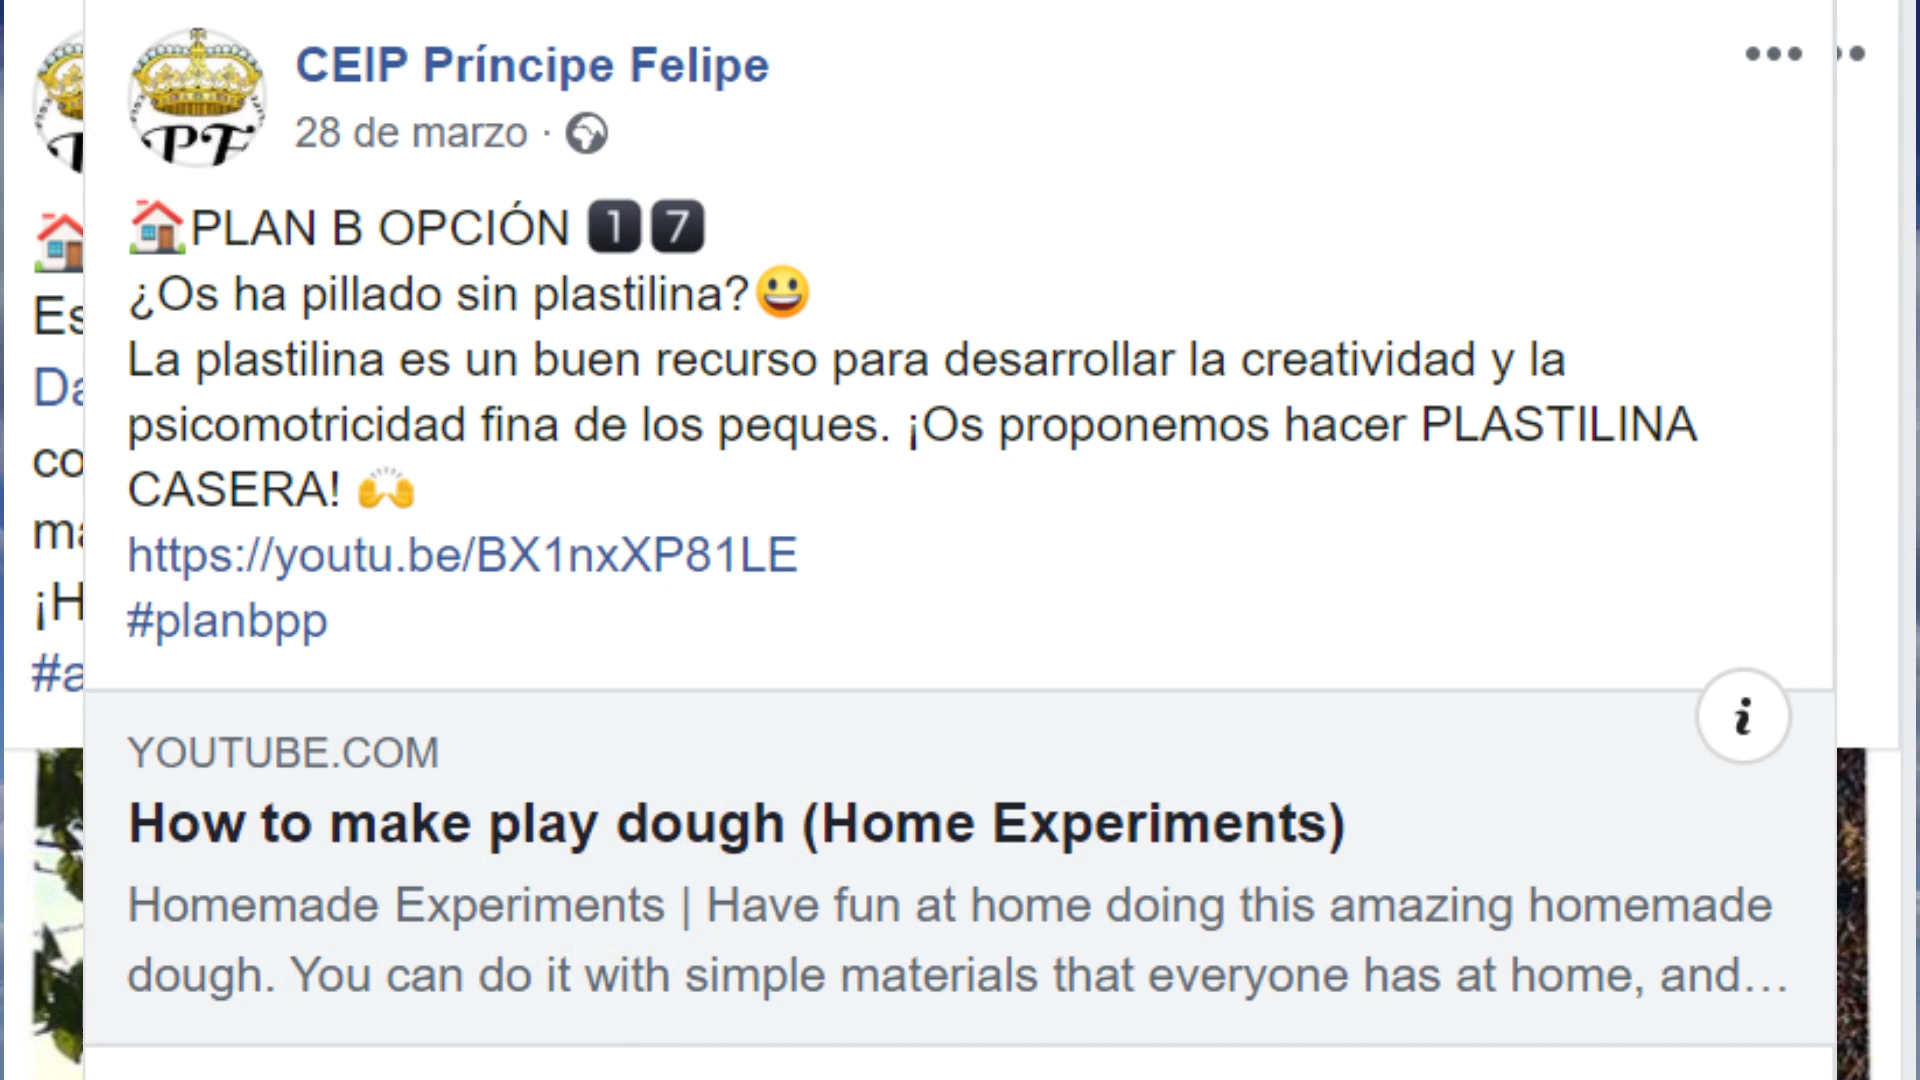 CEIP Príncipe Felipe
28 de marzo ·
PF
🏠PLAN B OPCIÓN 1️⃣7️⃣
¿Os ha pillado sin plastilina?😀
La plastilina es un buen recurso para desarrollar la creatividad y la
psicomotricidad fina de los peques. ¡Os proponemos hacer PLASTILINA
CASERA! 🙌
https://youtu.be/BX1nxXP81LE
#planbpp
i
YOUTUBE.COM
How to make play dough (Home Experiments)
Homemade Experiments | Have fun at home doing this amazing homemade
dough. You can do it with simple materials that everyone has at home, and...